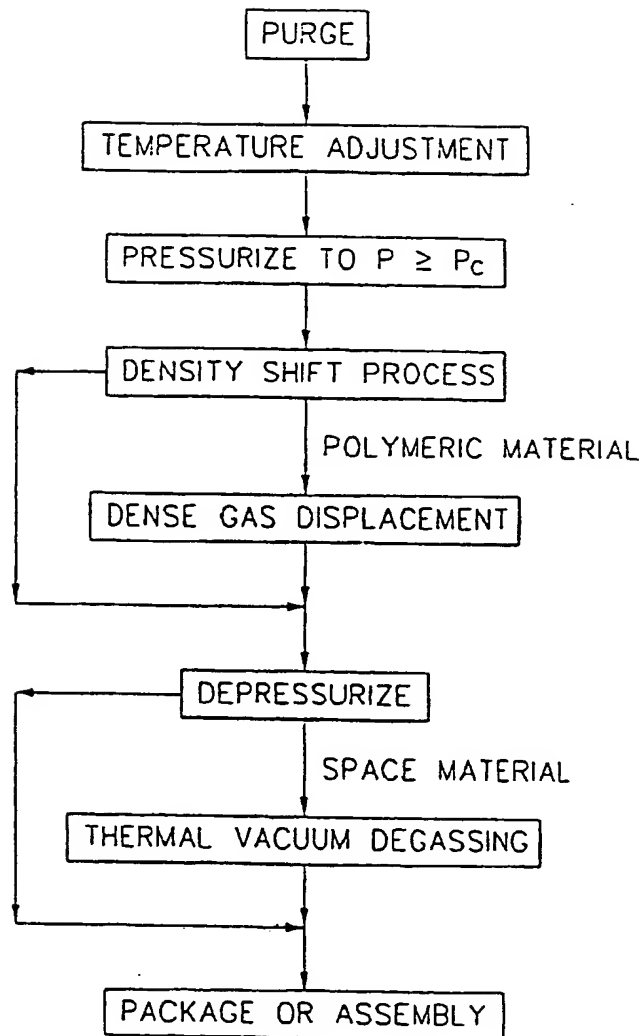 PURGE
TEMPERATURE ADJUSTMENT
PRESSURIZE TO P ≥ Pc
DENSITY SHIFT PROCESS
POLYMERIC MATERIAL
DENSE GAS DISPLACEMENT
DEPRESSURIZE
SPACE MATERIAL
THERMAL VACUUM DEGASSING
PACKAGE OR ASSEMBLY